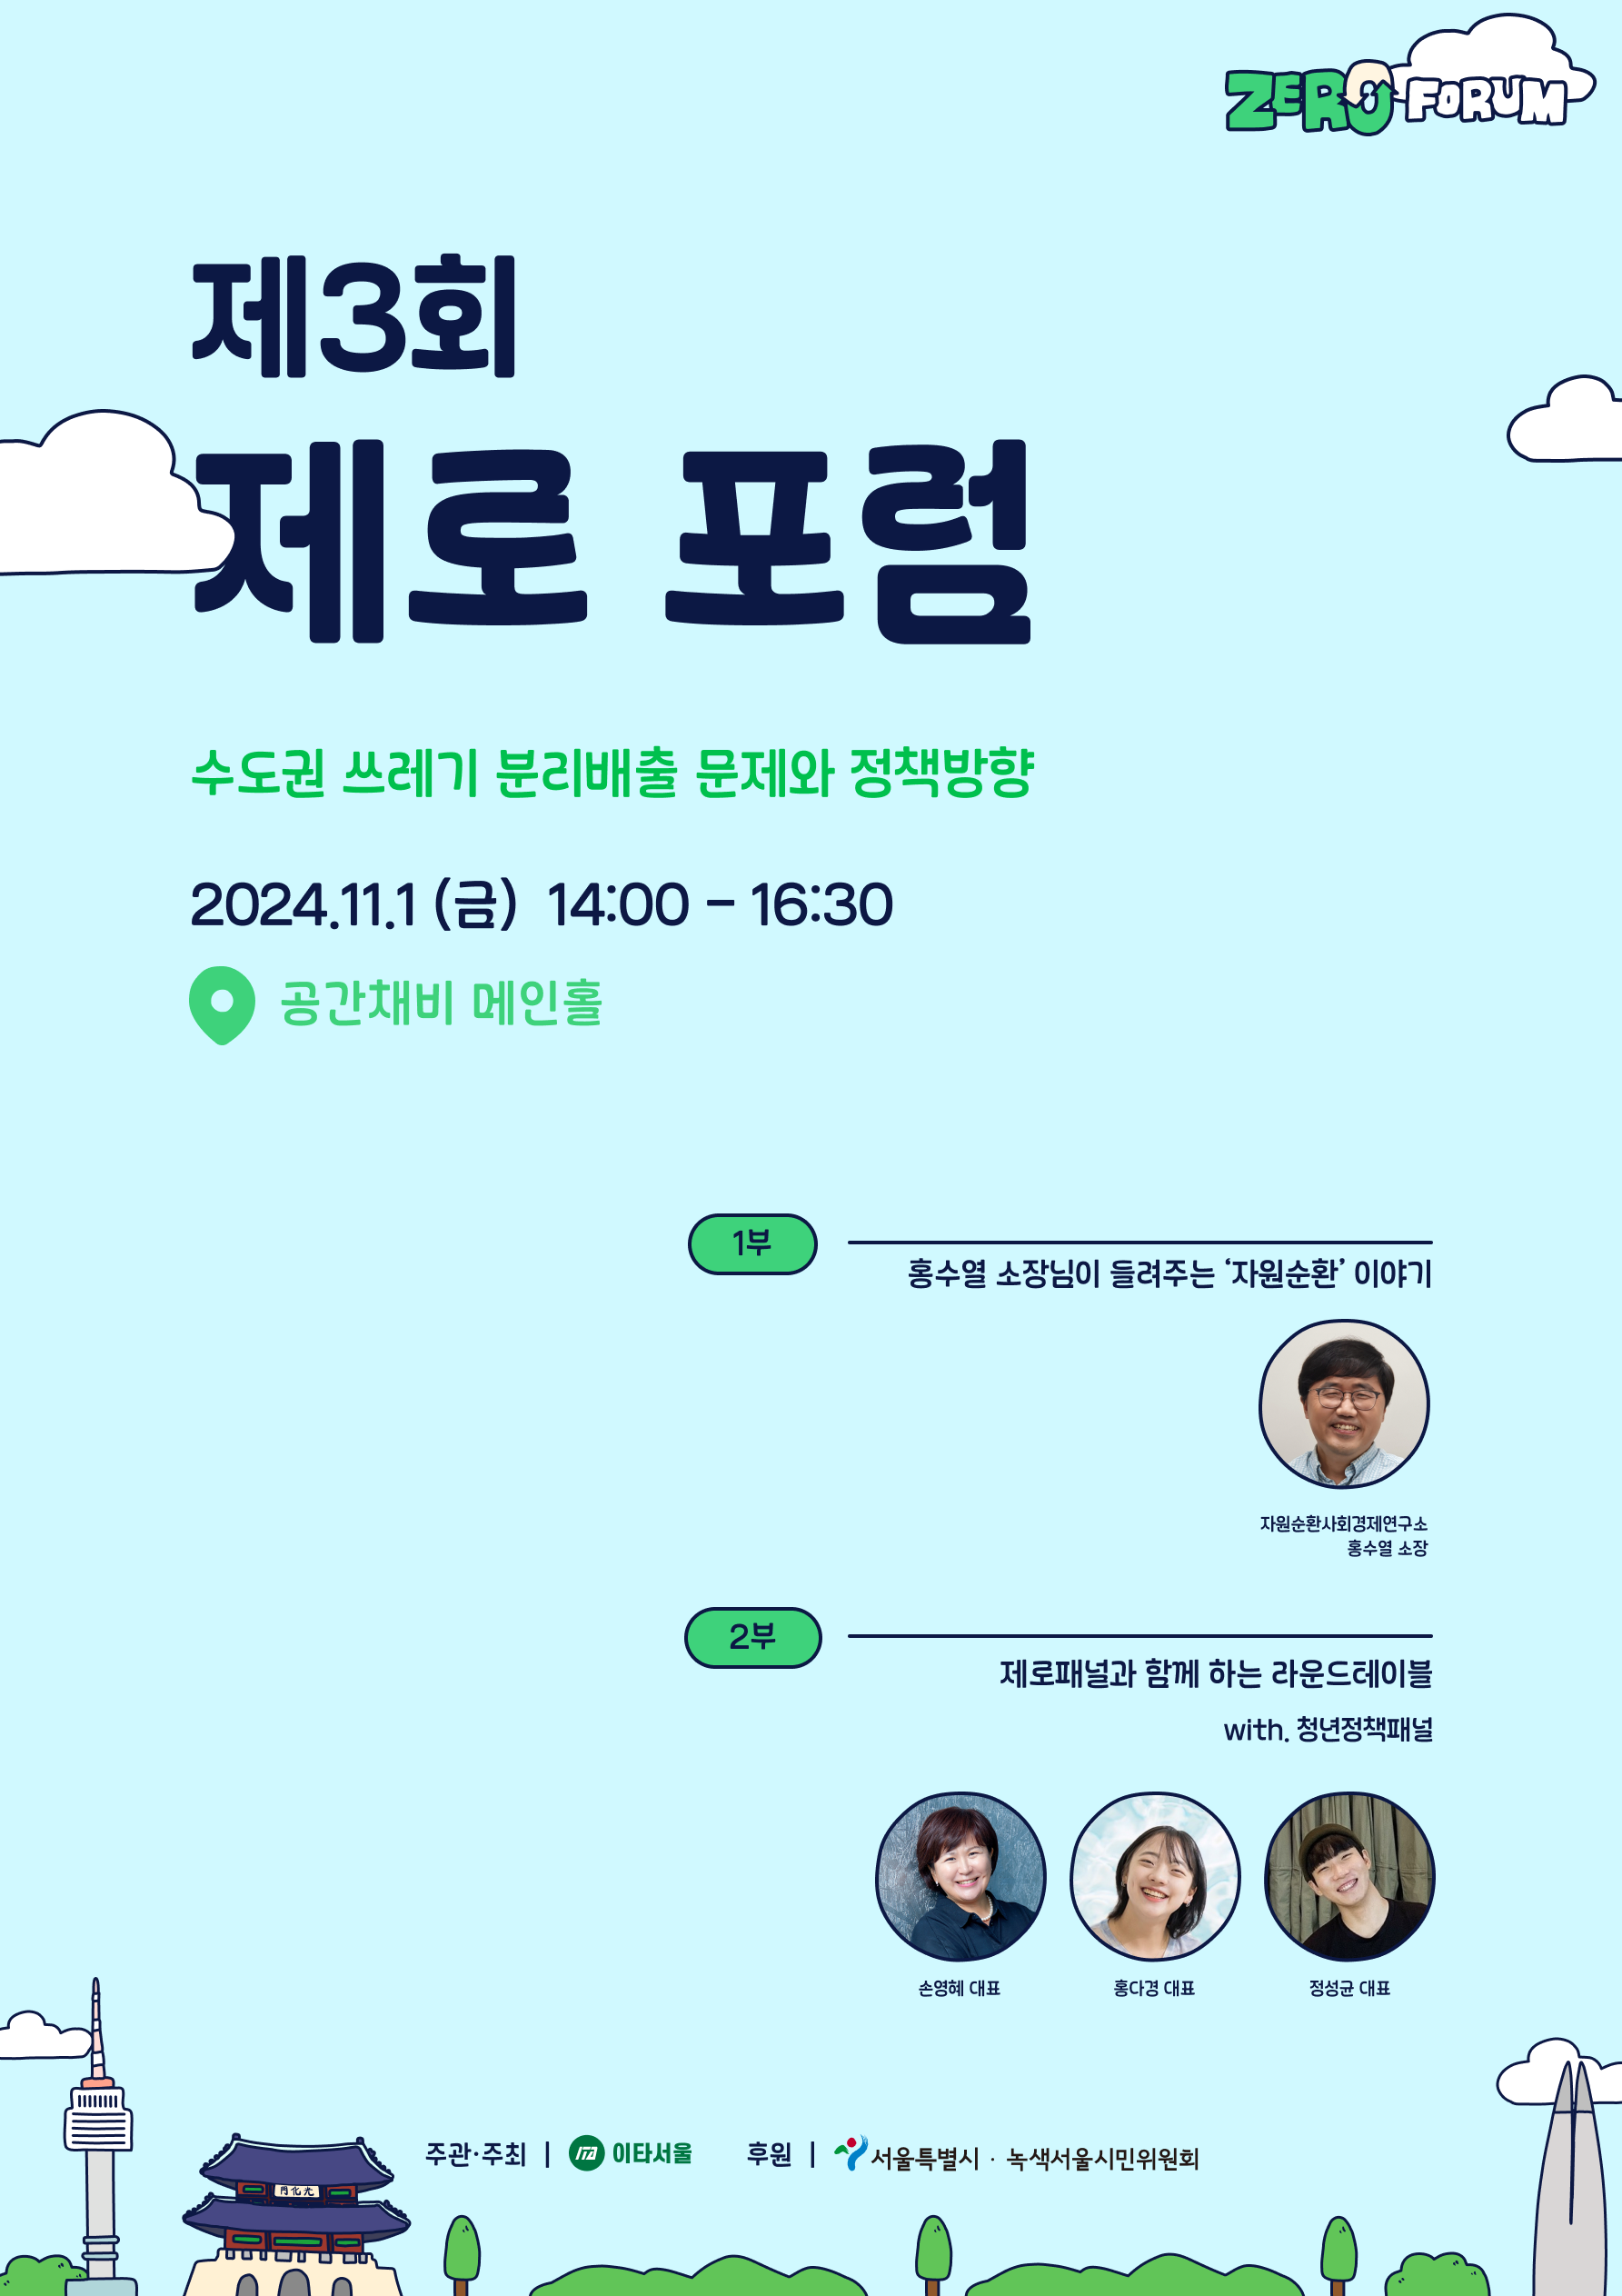 ZERO FORUM
제3회
제로 포럼
수도권 쓰레기 분리배출 문제와 정책방향
2024.11.1 (금) 14:00 - 16:30
공간채비 메인홀
1부
홍수열 소장님이 들려주는 ‘자원순환’ 이야기
자원순환사회경제연구소
홍수열 소장
2부
제로패널과 함께 하는 라운드테이블
with. 청년정책패널
손영혜 대표
홍다경 대표
정성균 대표
주관·주최 | ITA 이타서울 후원 | 서울특별시 · 녹색서울시민위원회
門化光